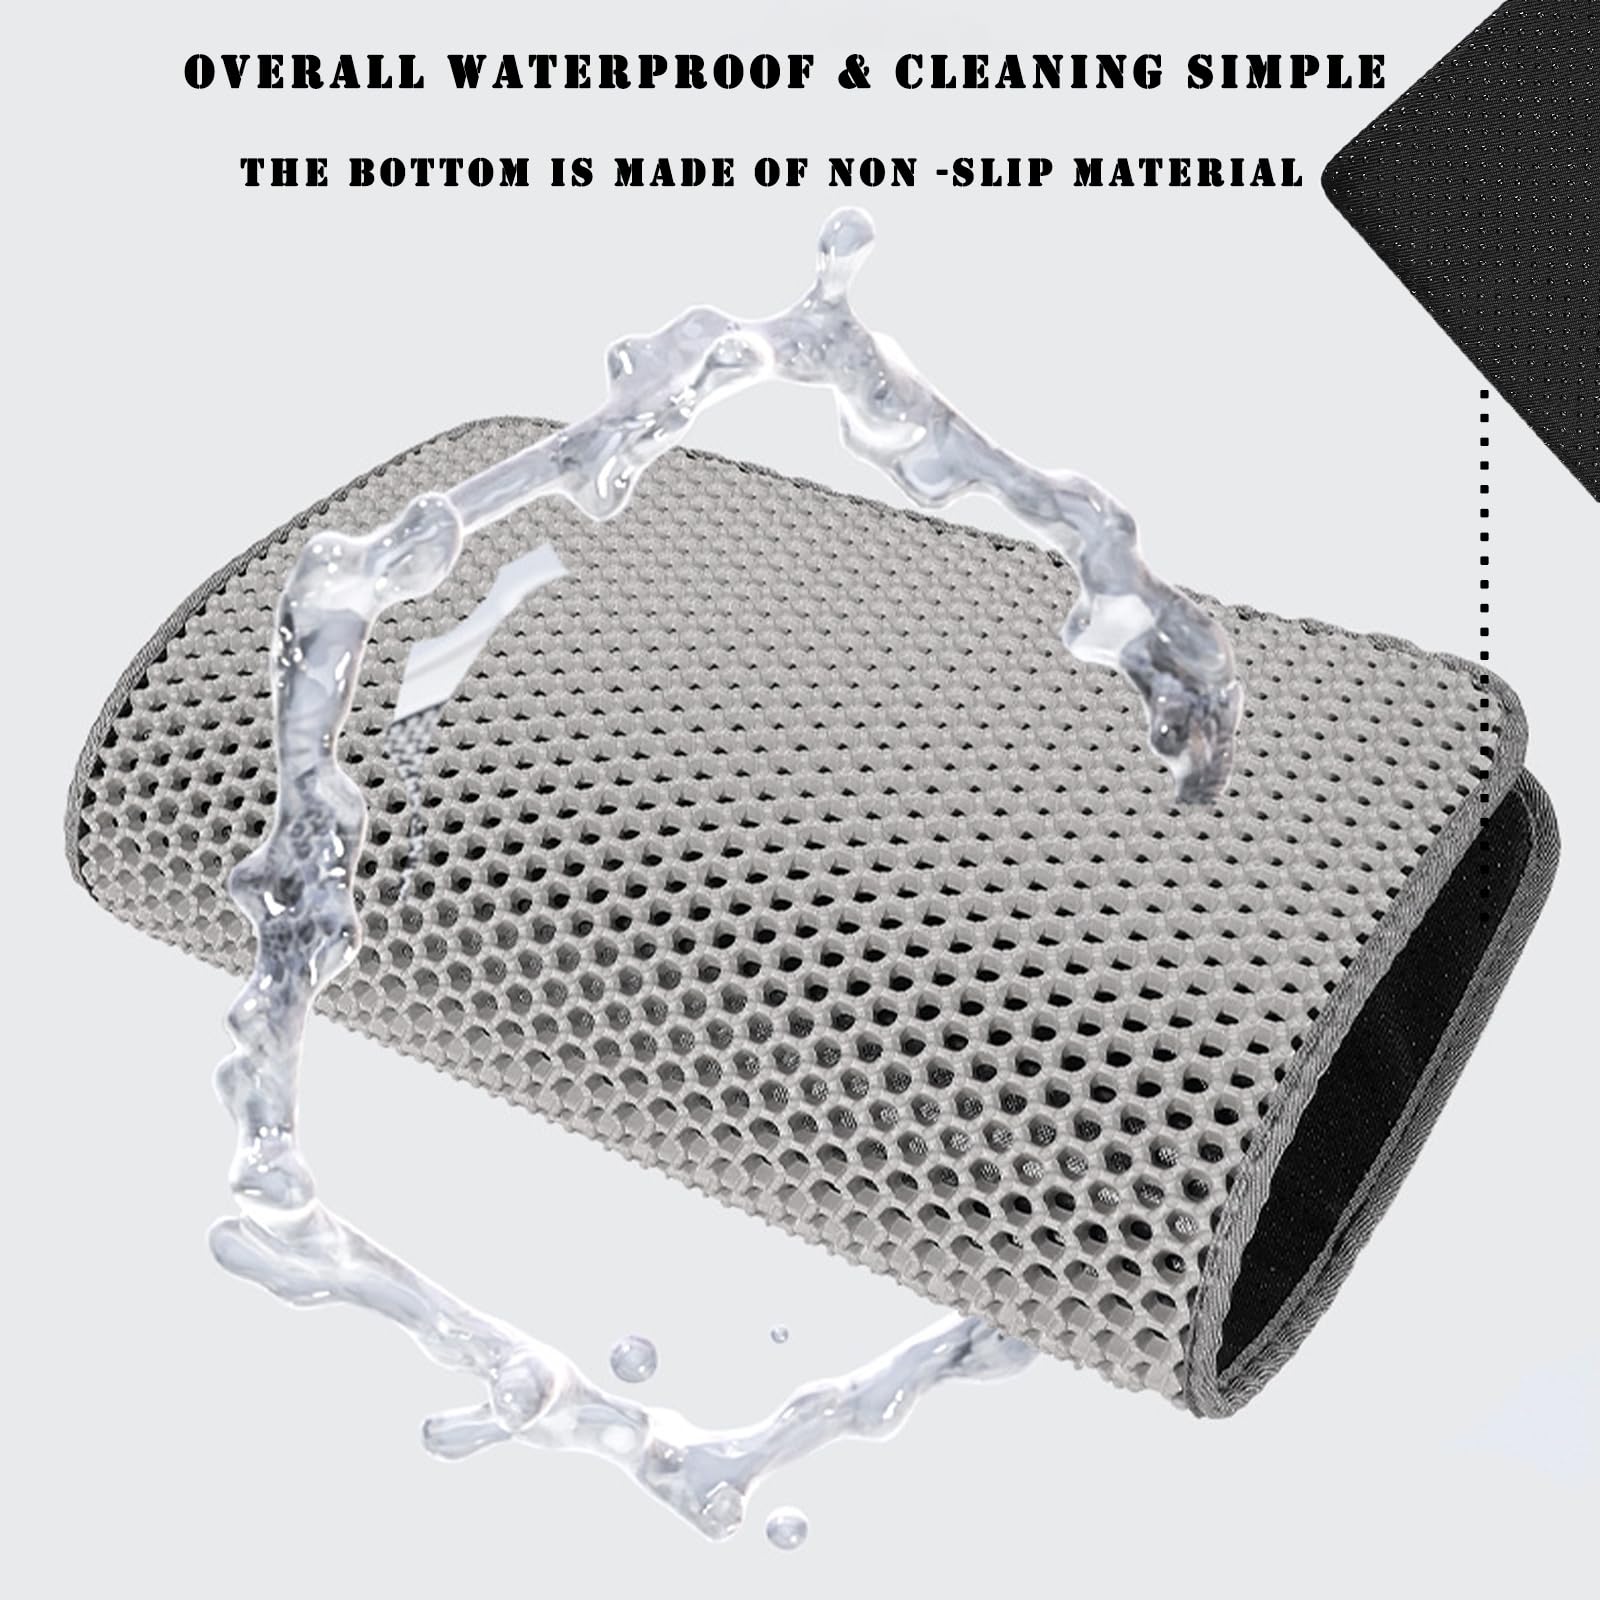 OVERALL WATERPROOF & CLEANING SIMPLE
THE BOTTOM IS MADE OF NON -SLIP MATERIAL